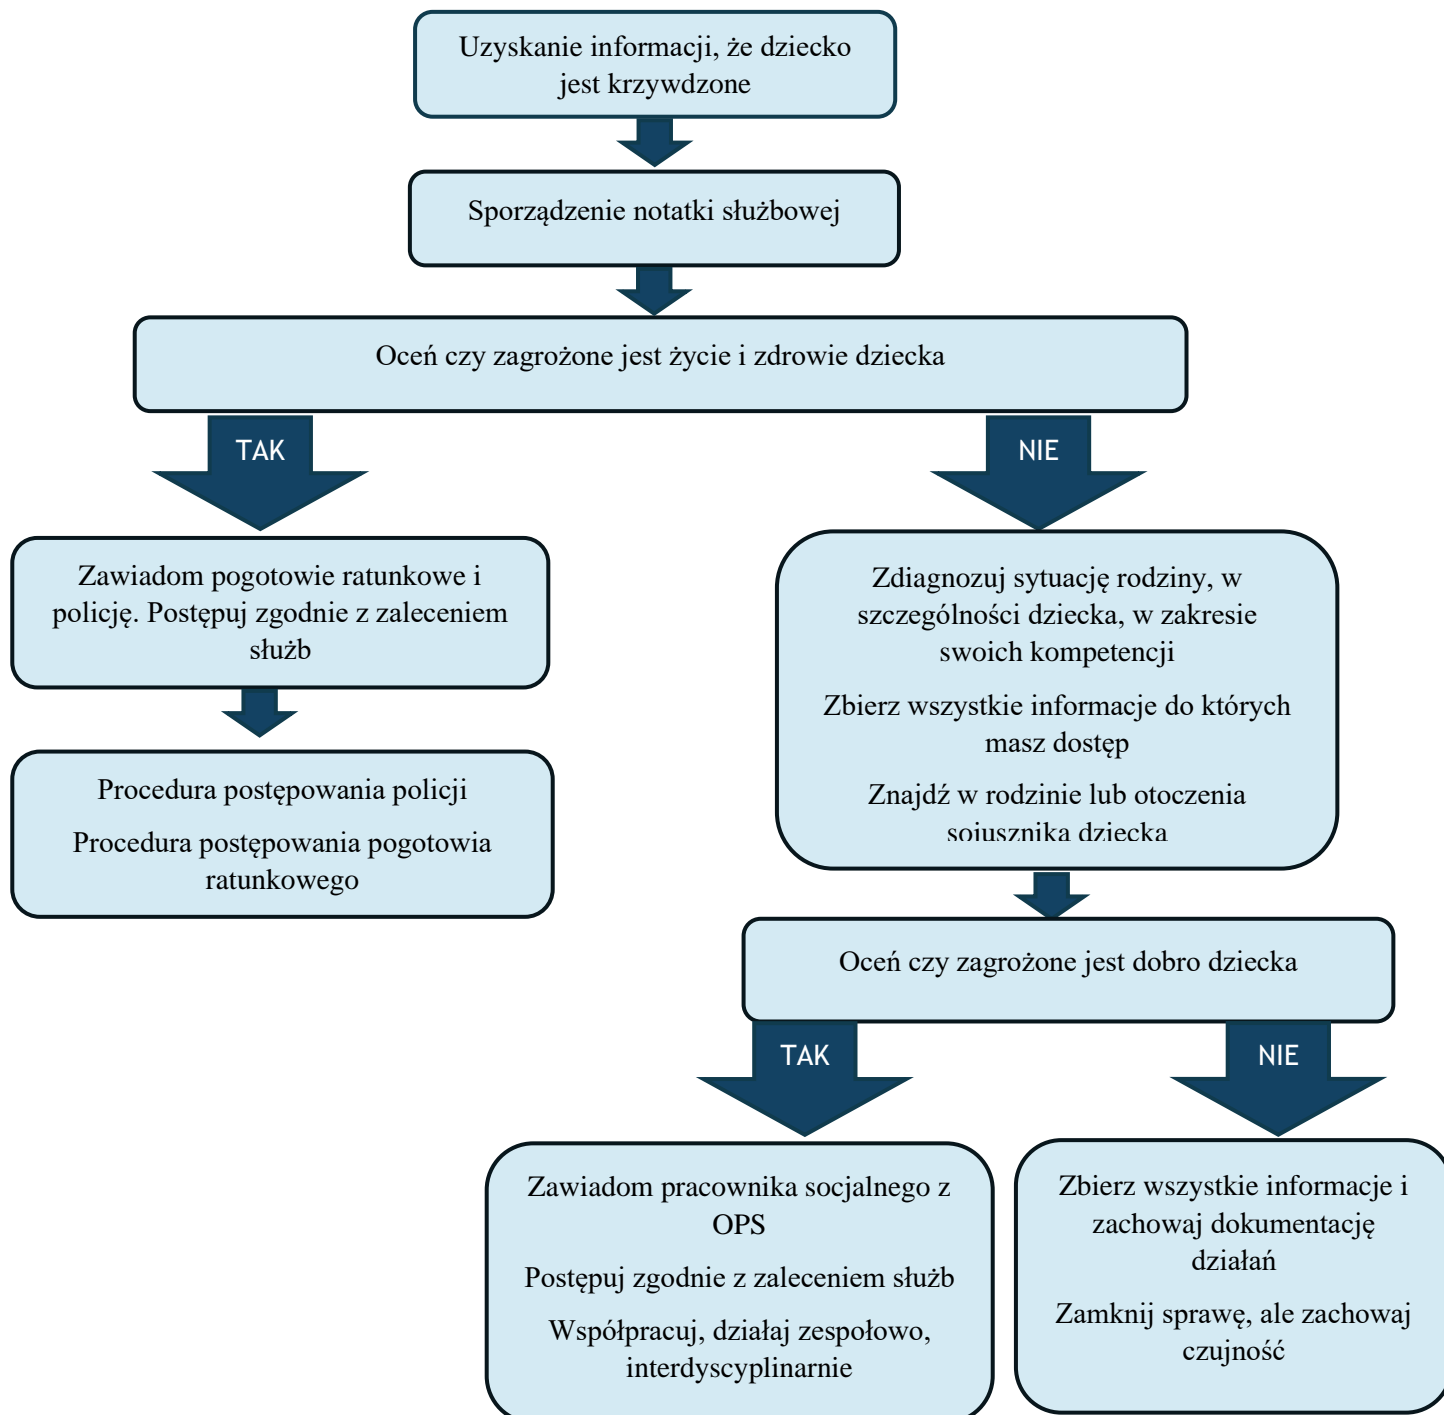 Uzyskanie informacji, że dziecko
jest krzywdzone
Sporządzenie notatki służbowej
Oceń czy zagrożone jest życie i zdrowie dziecka
TAK
NIE
Zawiadom pogotowie ratunkowe i
policję. Postępuj zgodnie z zaleceniem
służb
Procedura postępowania policji
Procedura postępowania pogotowia
ratunkowego
Zdiagnozuj sytuację rodziny, w
szczególności dziecka, w zakresie
swoich kompetencji
Zbierz wszystkie informacje do których
masz dostęp
Znajdź w rodzinie lub otoczenia
sojusznika dziecka
Oceń czy zagrożone jest dobro dziecka
TAK
NIE
Zawiadom pracownika socjalnego z
OPS
Postępuj zgodnie z zaleceniem służb
Współpracuj, działaj zespołowo,
interdyscyplinarnie
Zbierz wszystkie informacje i
zachowaj dokumentację
działań
Zamknij sprawę, ale zachowaj
czujność